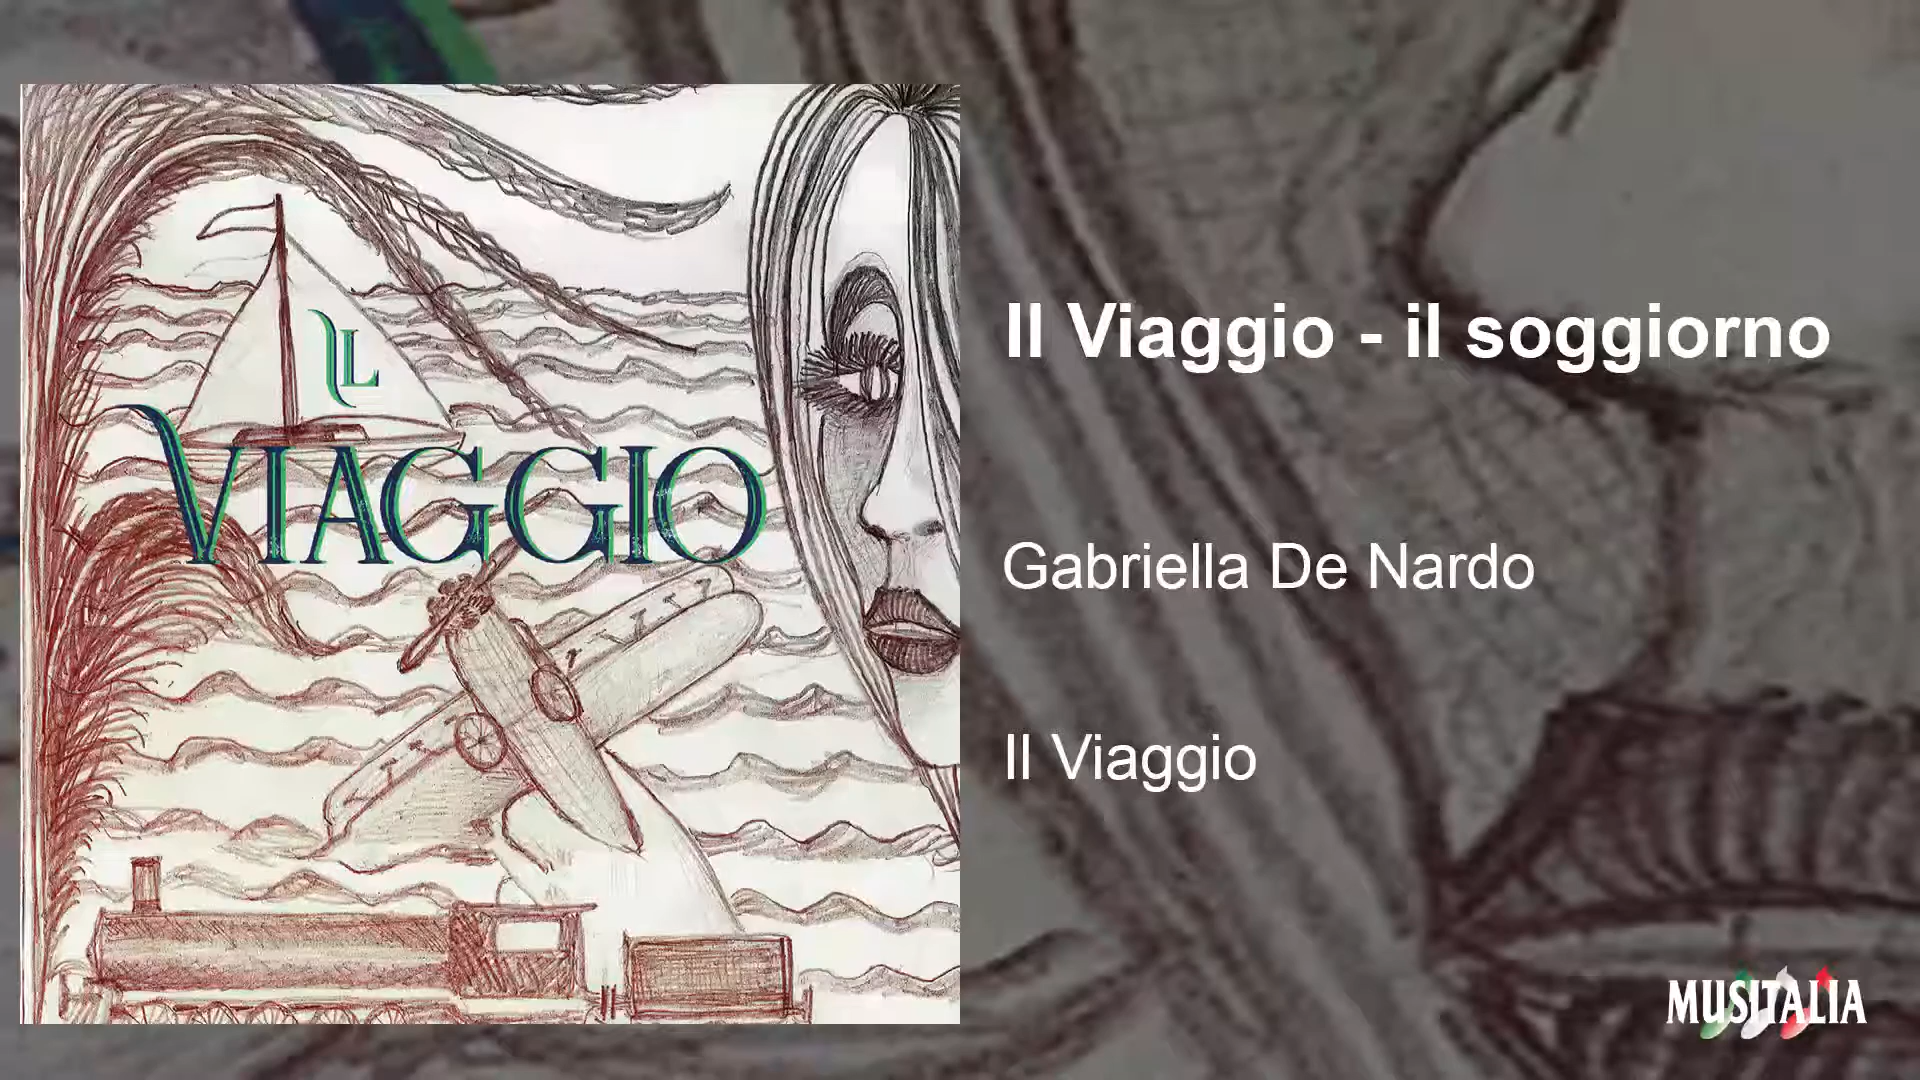 IL
VIAGGIO
Il Viaggio - il soggiorno
Gabriella De Nardo
Il Viaggio
MUSITALIA